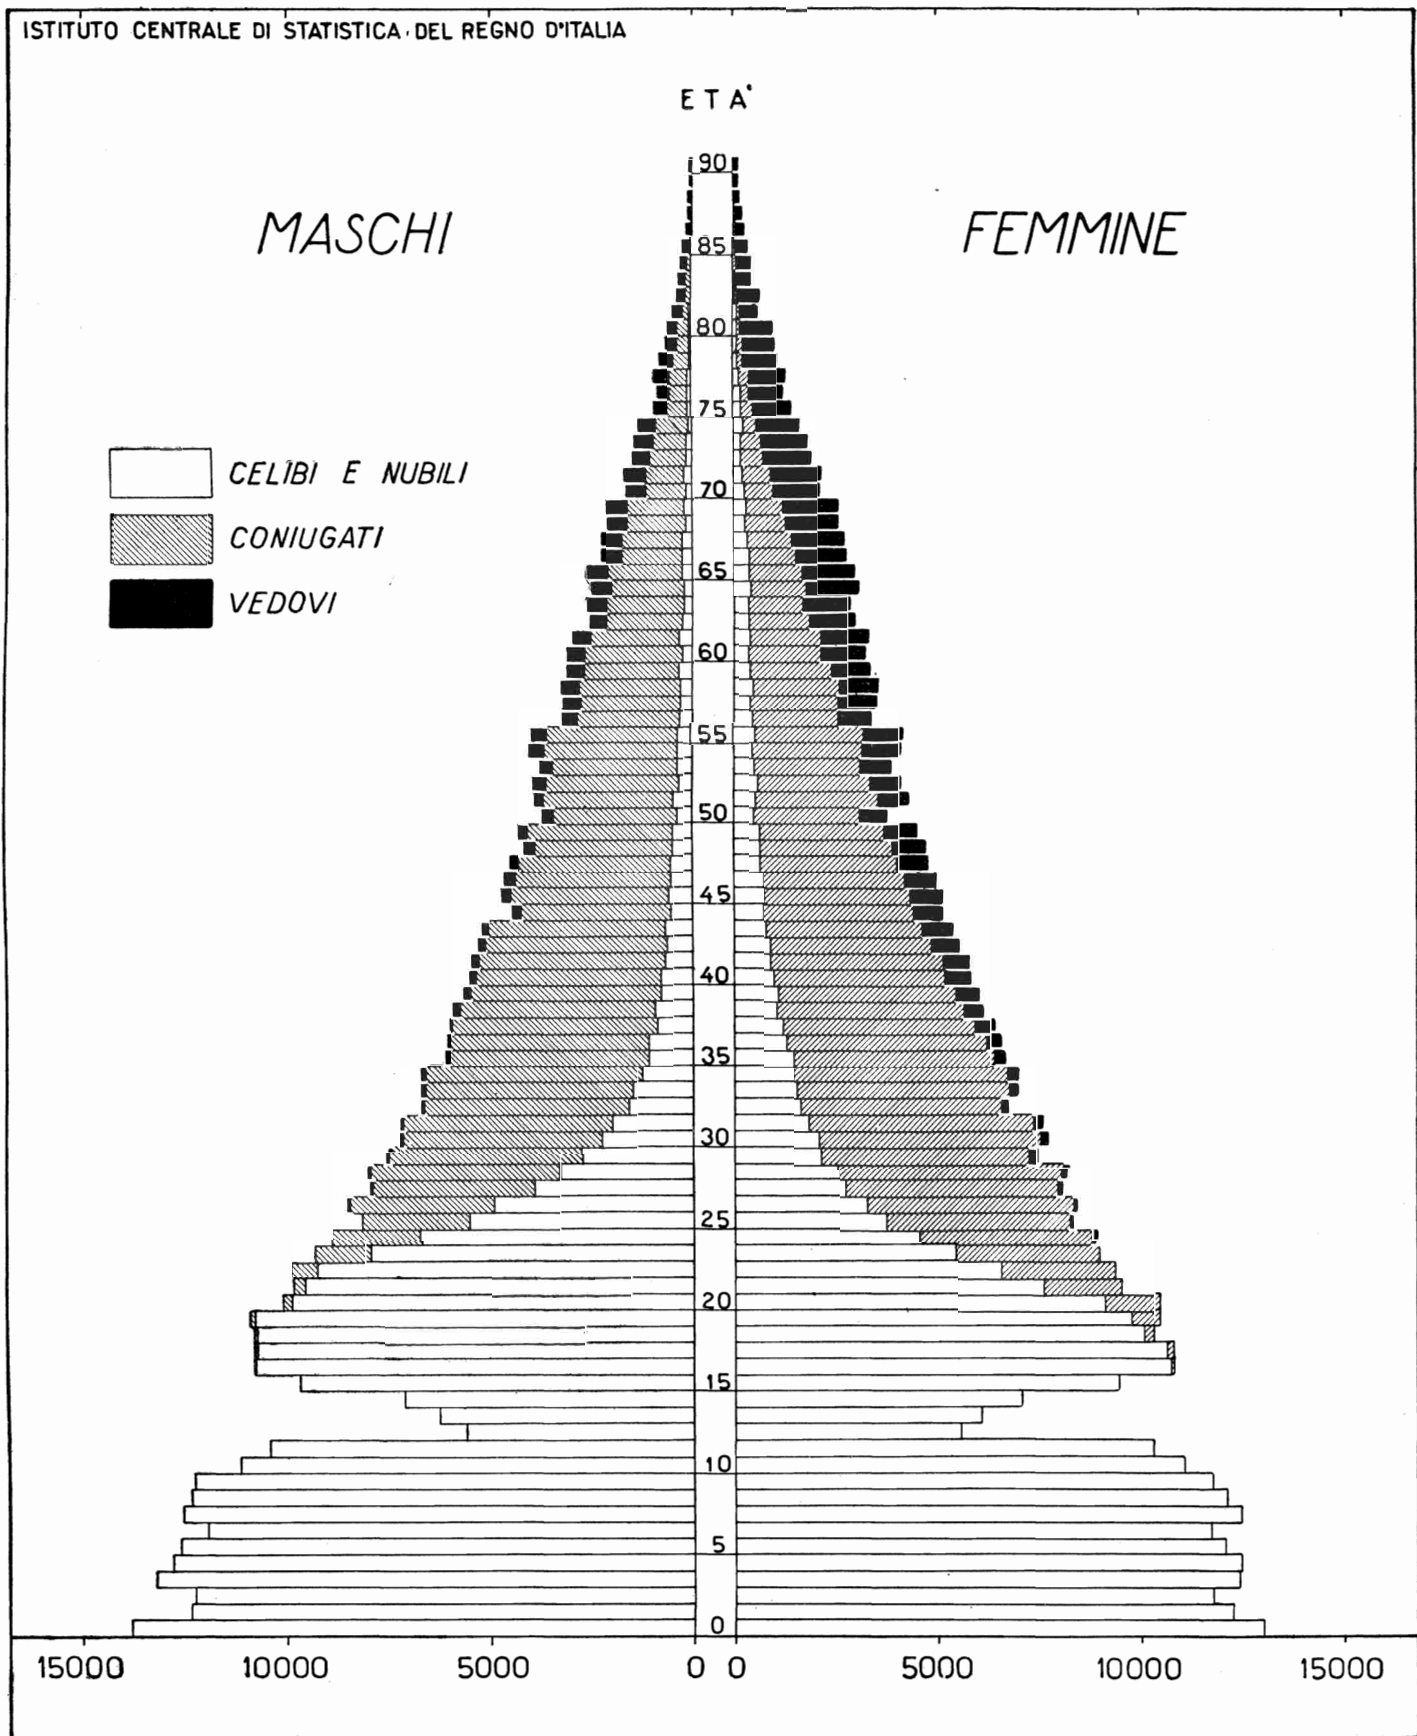 ISTITUTO CENTRALE DI STATISTICA DEL REGNO D'ITALIA
ETA'
MASCHI
FEMMINE
90
85
80
75
70
65
60
55
50
45
40
35
30
25
20
15
10
5
0
CELIBI E NUBILI
CONIUGATI
VEDOVI
15000 10000 5000 0 0 5000 10000 15000